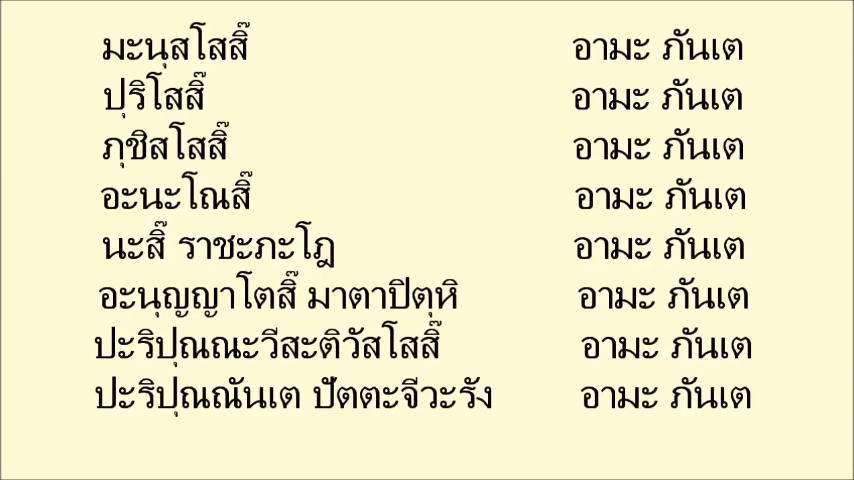 มะนุสโสสิ๊ อามะ ภันเต
ปุริโสสิ๊ อามะ ภันเต
ภุชิสโสสิ๊ อามะ ภันเต
อะนะโณสิ๊ อามะ ภันเต
นะสิ๊ ราชะภะโฎ อามะ ภันเต
อะนุญญาโตสิ๊ มาตาปิตุหิ อามะ ภันเต
ปะริปุณณะวีสะติวัสโสสิ๊ อามะ ภันเต
ปะริปุณณันเต ปัตตะจีวะรัง อามะ ภันเต